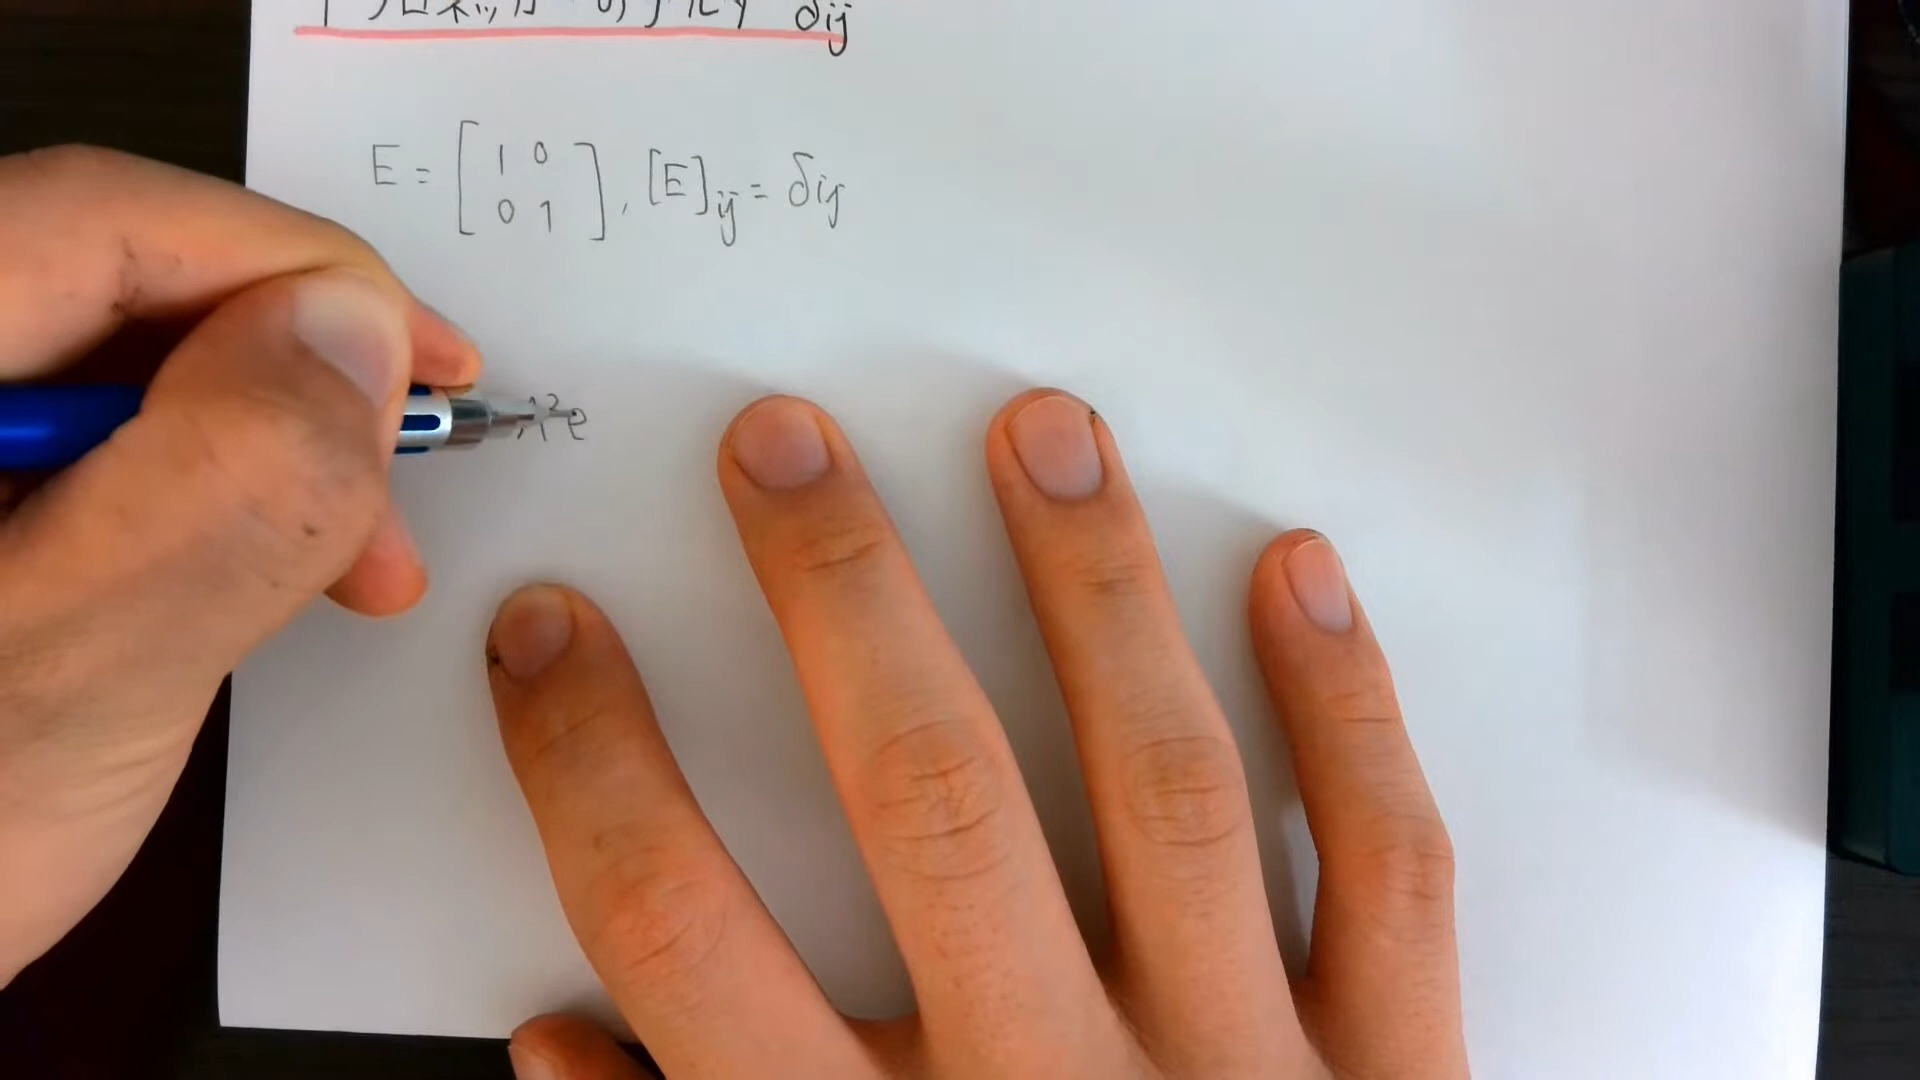 クロネッカーのデルタ δij
E = [ 1 0 0 1 ] , [E]ij = δij